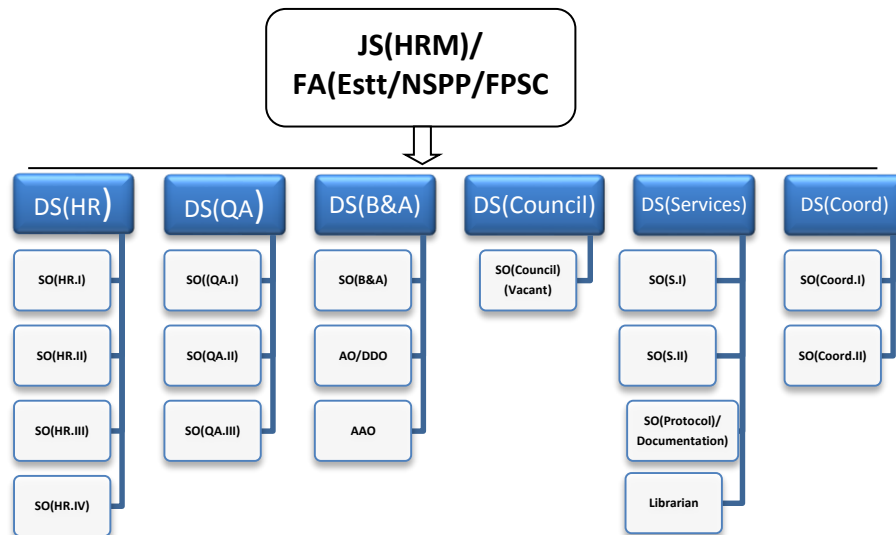 JS(HRM)/
FA(Estt/NSPP/FPSC
DS(HR)
DS(QA)
DS(B&A)
DS(Council)
DS(Services)
DS(Coord)
SO(HR.I)
SO((QA.I)
SO(B&A)
SO(Council)
(Vacant)
SO(S.I)
SO(Coord.I)
SO(HR.II)
SO(QA.II)
AO/DDO
SO(S.II)
SO(Coord.II)
SO(HR.III)
SO(QA.III)
AAO
SO(Protocol)/
Documentation)
SO(HR.IV)
Librarian